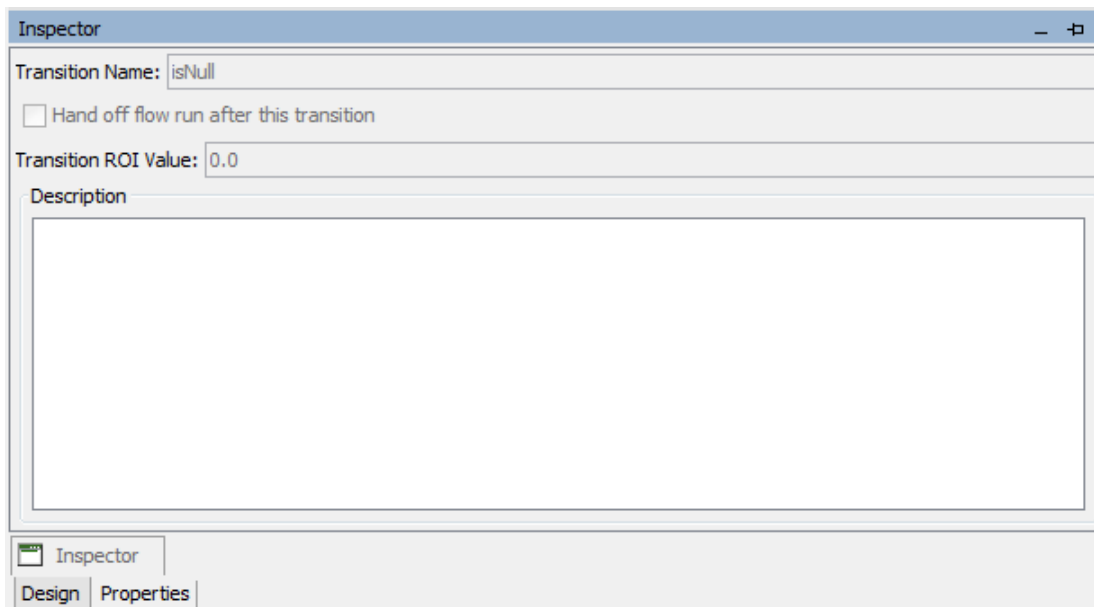 Inspector
Transition Name: isNull
Hand off flow run after this transition
Transition ROI Value: 0.0
Description
Inspector
Design Properties